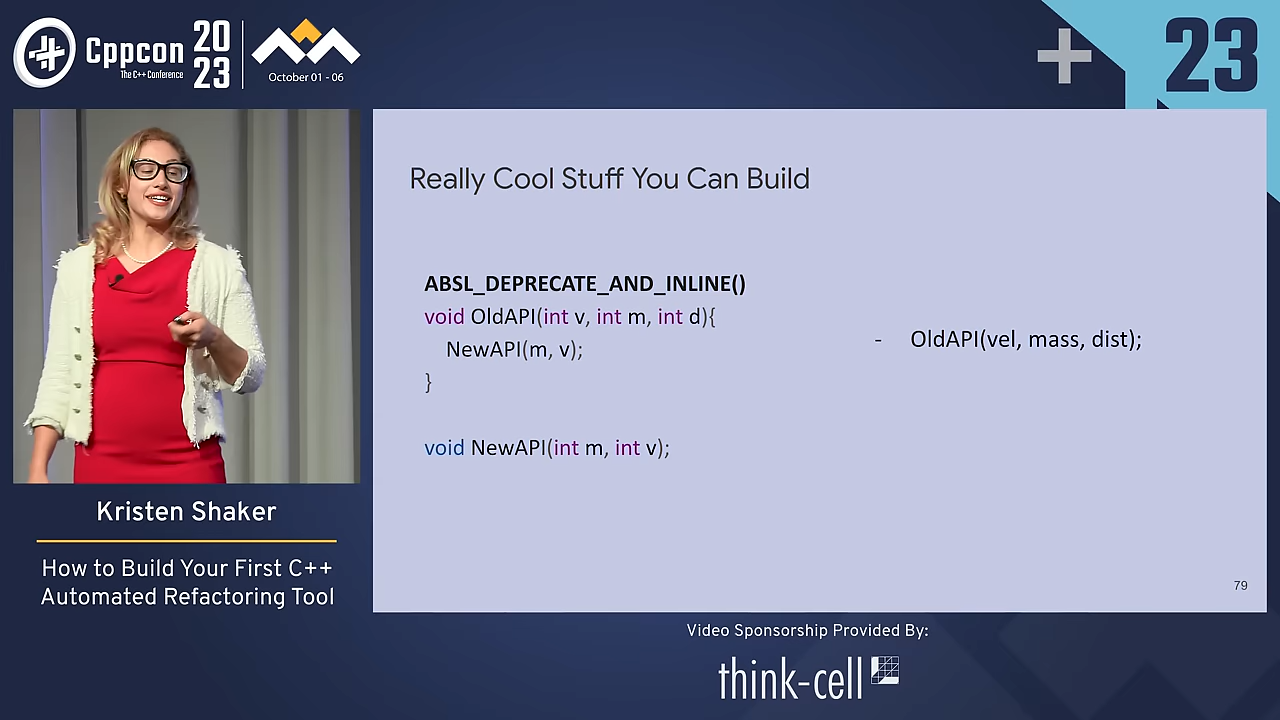 Cppcon
The C++ Conference
20
23
October 01 - 06
23
Really Cool Stuff You Can Build
ABSL_DEPRECATE_AND_INLINE()
void OldAPI(int v, int m, int d){
NewAPI(m, v);
}
void NewAPI(int m, int v);
- OldAPI(vel, mass, dist);
79
Kristen Shaker
How to Build Your First C++
Automated Refactoring Tool
Video Sponsorship Provided By:
think-cell